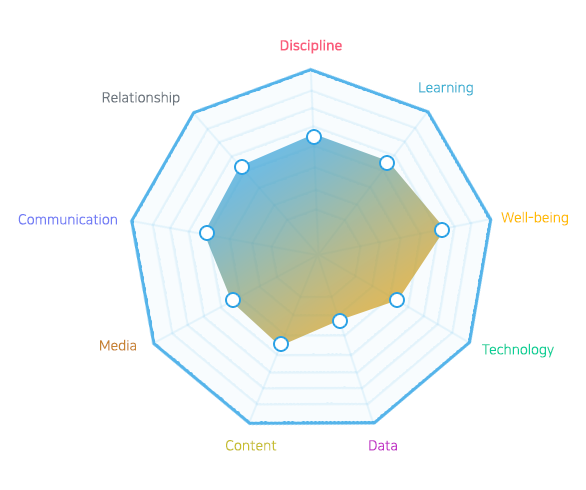 Discipline
Learning
Relationship
Well-being
Communication
Media
Technology
Content
Data